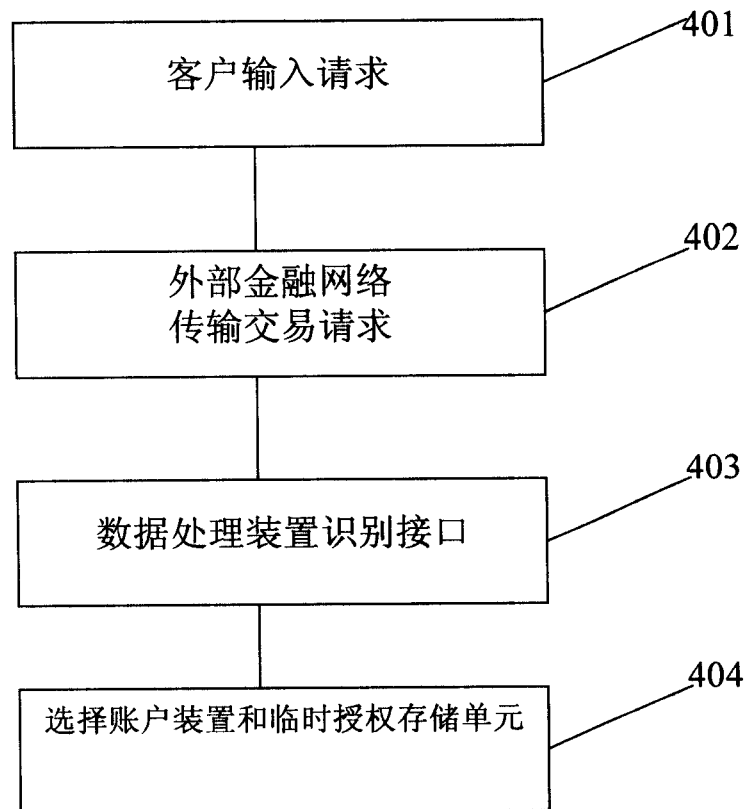 401
客户输入请求
402
外部金融网络
传输交易请求
403
数据处理装置识别接口
404
选择账户装置和临时授权存储单元